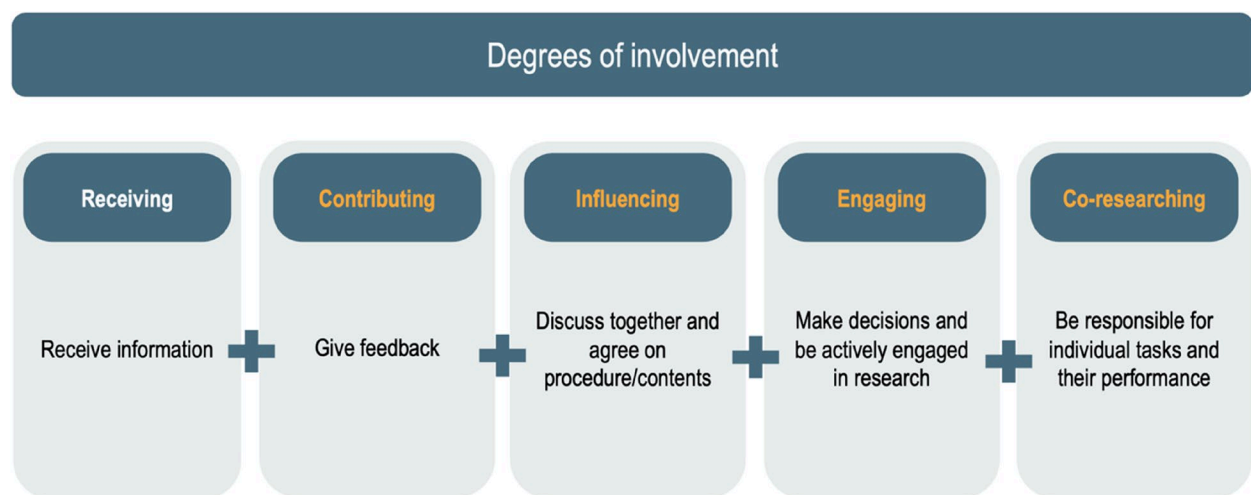 Degrees of involvement
Receiving
Receive information
Contributing
Give feedback
Influencing
Discuss together and
agree on
procedure/contents
Engaging
Make decisions and
be actively engaged
in research
Co-researching
Be responsible for
individual tasks and
their performance